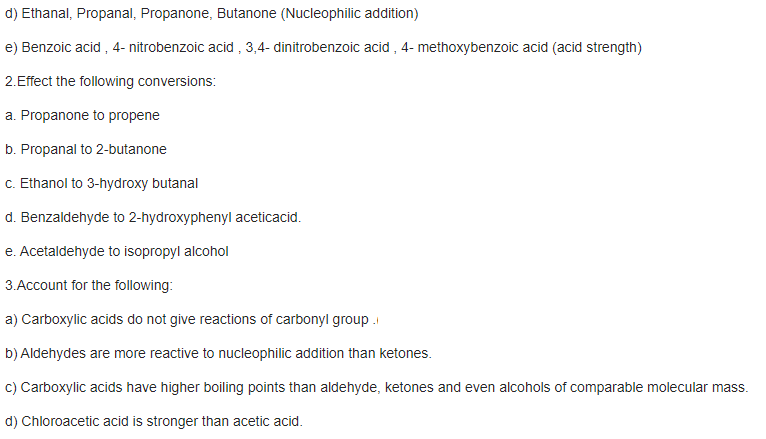 d) Ethanal, Propanal, Propanone, Butanone (Nucleophilic addition)
e) Benzoic acid , 4- nitrobenzoic acid , 3,4- dinitrobenzoic acid , 4- methoxybenzoic acid (acid strength)
2.Effect the following conversions:
a. Propanone to propene
b. Propanal to 2-butanone
c. Ethanol to 3-hydroxy butanal
d. Benzaldehyde to 2-hydroxyphenyl aceticacid.
e. Acetaldehyde to isopropyl alcohol
3.Account for the following:
a) Carboxylic acids do not give reactions of carbonyl group .
b) Aldehydes are more reactive to nucleophilic addition than ketones.
c) Carboxylic acids have higher boiling points than aldehyde, ketones and even alcohols of comparable molecular mass.
d) Chloroacetic acid is stronger than acetic acid.